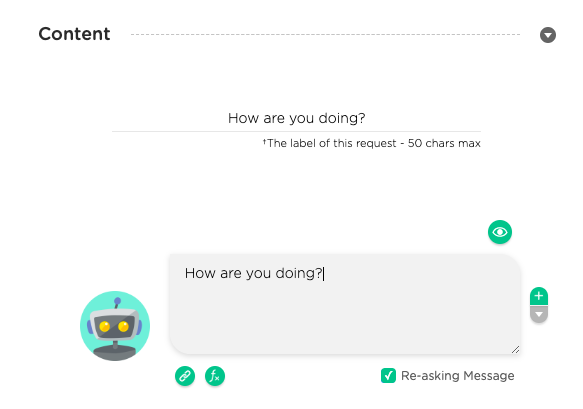 Content
How are you doing?
†The label of this request - 50 chars max
How are you doing?
+
fx
Re-asking Message